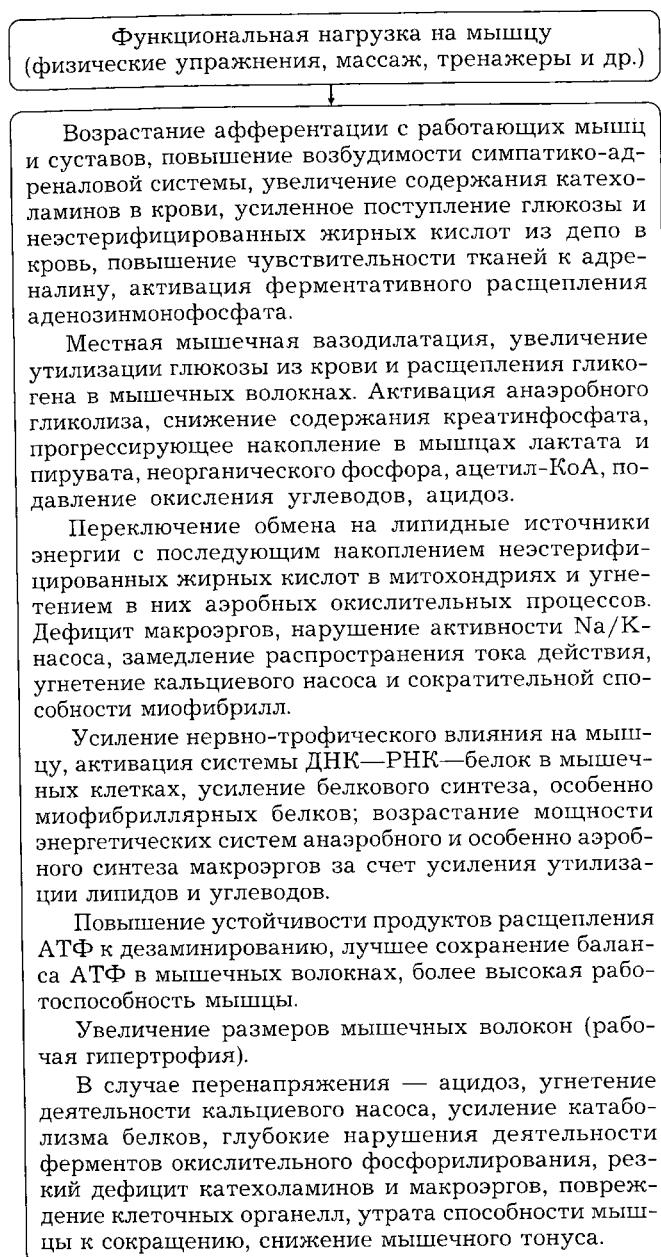 Функциональная нагрузка на мышцу
(физические упражнения, массаж, тренажеры и др.)
Возрастание афферентации с работающих мышц
и суставов, повышение возбудимости симпатико-ад-
реналовой системы, увеличение содержания катехо-
ламинов в крови, усиленное поступление глюкозы и
неэстерифицированных жирных кислот из депо в
кровь, повышение чувствительности тканей к адре-
налину, активация ферментативного расщепления
аденозинмонофосфата.
Местная мышечная вазодилатация, увеличение
утилизации глюкозы из крови и расщепления глико-
гена в мышечных волокнах. Активация анаэробного
гликолиза, снижение содержания креатинфосфата,
прогрессирующее накопление в мышцах лактата и
пирувата, неорганического фосфора, ацетил-КоА, по-
давление окисления углеводов, ацидоз.
Переключение обмена на липидные источники
энергии с последующим накоплением неэстерифи-
цированных жирных кислот в митохондриях и угне-
тением в них аэробных окислительных процессов.
Дефицит макроэргов, нарушение активности Na/K-
насоса, замедление распространения тока действия,
угнетение кальциевого насоса и сократительной спо-
собности миофибрилл.
Усиление нервно-трофического влияния на мыш-
цу, активация системы ДНК—РНК—белок в мышеч-
ных клетках, усиление белкового синтеза, особенно
миофибриллярных белков; возрастание мощности
энергетических систем анаэробного и особенно аэроб-
ного синтеза макроэргов за счет усиления утилиза-
ции липидов и углеводов.
Повышение устойчивости продуктов расщепления
АТФ к дезаминированию, лучшее сохранение балан-
са АТФ в мышечных волокнах, более высокая рабо-
тоспособность мышцы.
Увеличение размеров мышечных волокон (рабо-
чая гипертрофия).
В случае перенапряжения — ацидоз, угнетение
деятельности кальциевого насоса, усиление катабо-
лизма белков, глубокие нарушения деятельности
ферментов окислительного фосфорилирования, рез-
кий дефицит катехоламинов и макроэргов, повреж-
дение клеточных органелл, утрата способности мыш-
цы к сокращению, снижение мышечного тонуса.